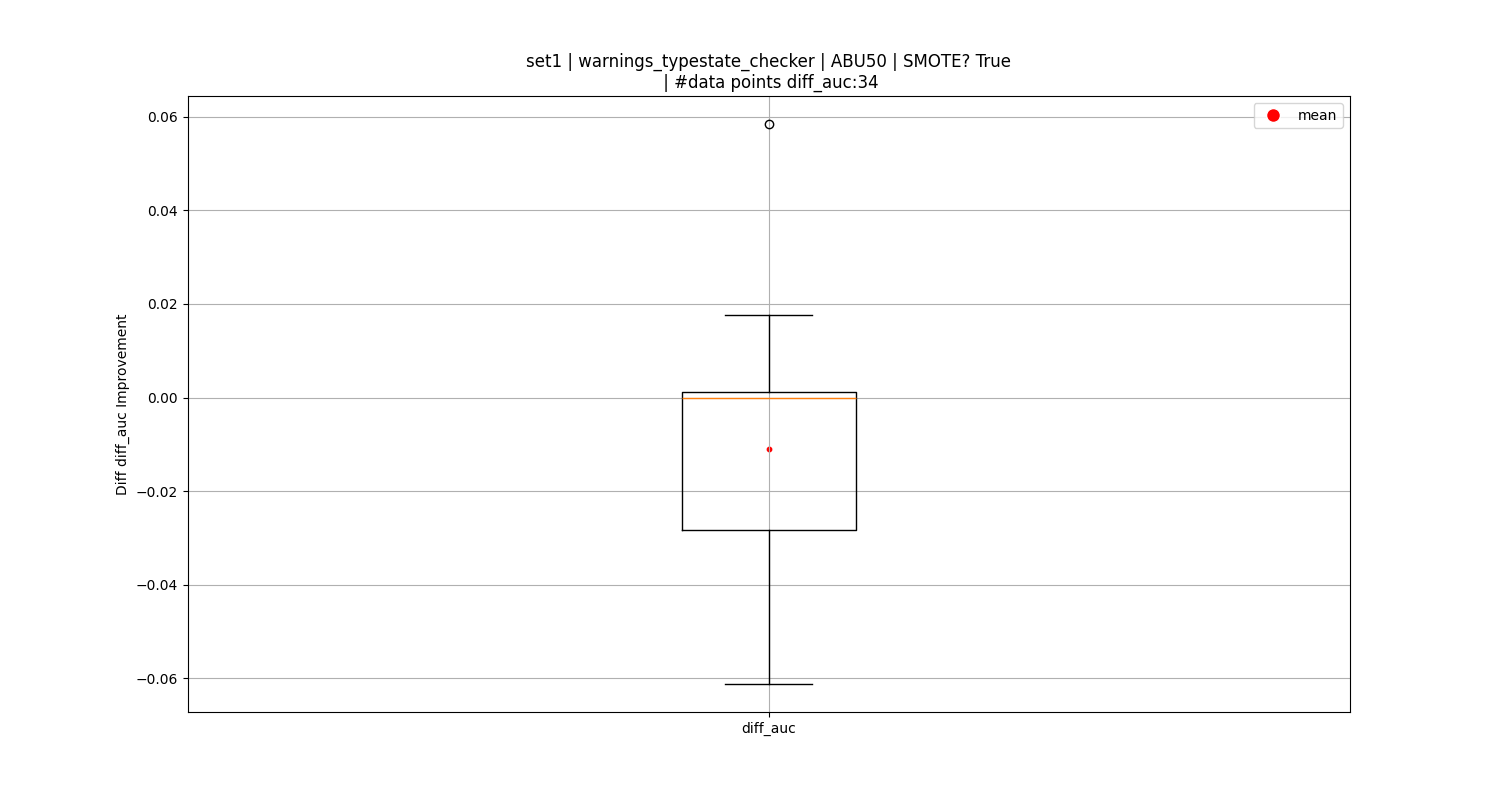 set1 | warnings_typestate_checker | ABU50 | SMOTE? True
| #data points diff_auc:34
mean
0.06
0.04
0.02
0.00
−0.02
−0.04
−0.06
Diff diff_auc Improvement
diff_auc